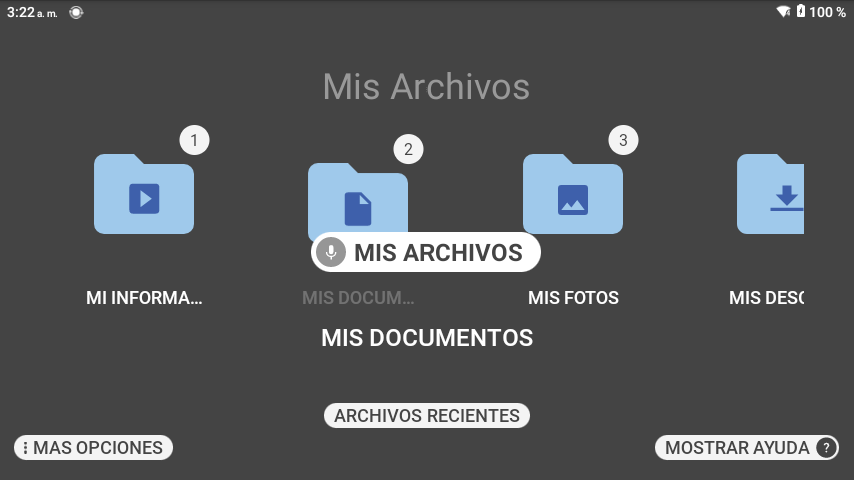 3:22 a. m.
100 %
Mis Archivos
1
2
3
MIS ARCHIVOS
MI INFORMA...
MIS DOCUM...
MIS FOTOS
MIS DESC
MIS DOCUMENTOS
ARCHIVOS RECIENTES
MAS OPCIONES
MOSTRAR AYUDA ?